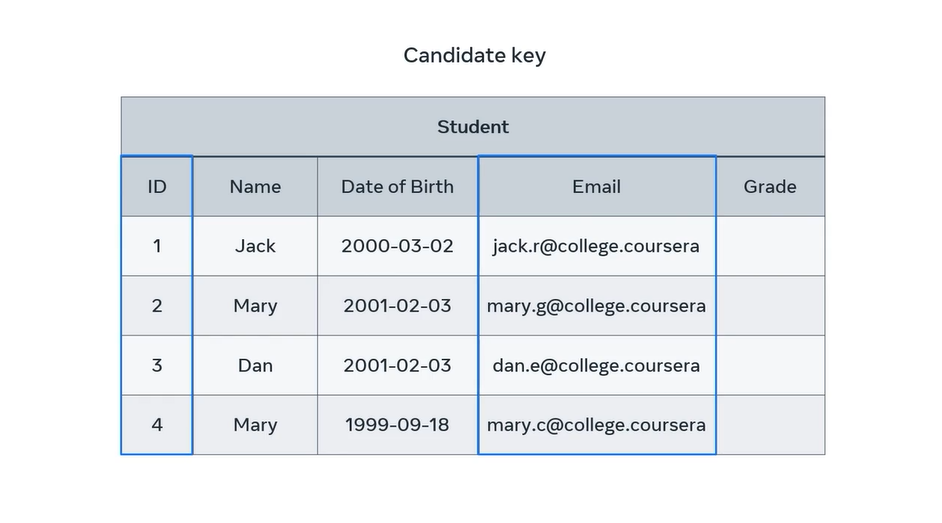 Candidate key
Student
ID Name Date of Birth Email Grade
1 Jack 2000-03-02 jack.r@college.coursera
2 Mary 2001-02-03 mary.g@college.coursera
3 Dan 2001-02-03 dan.e@college.coursera
4 Mary 1999-09-18 mary.c@college.coursera